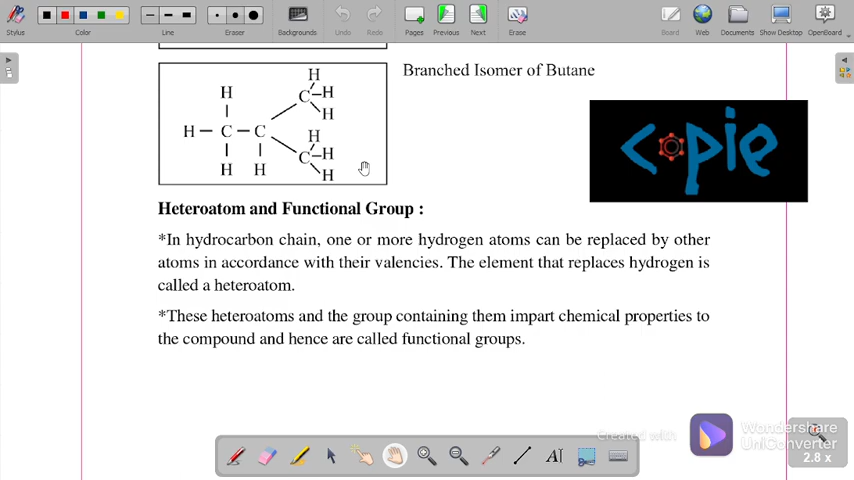 Stylus Color Line Eraser Backgrounds Undo Redo Pages Previous Next Erase Board Web Documents Show Desktop OpenBoard
Branched Isomer of Butane
H
H C–H
H H
H – C – C H
H H C–H
H
copie
Heteroatom and Functional Group :
*In hydrocarbon chain, one or more hydrogen atoms can be replaced by other
atoms in accordance with their valencies. The element that replaces hydrogen is
called a heteroatom.
*These heteroatoms and the group containing them impart chemical properties to
the compound and hence are called functional groups.
Created with
Wondershare
UniConverter
2.8 x